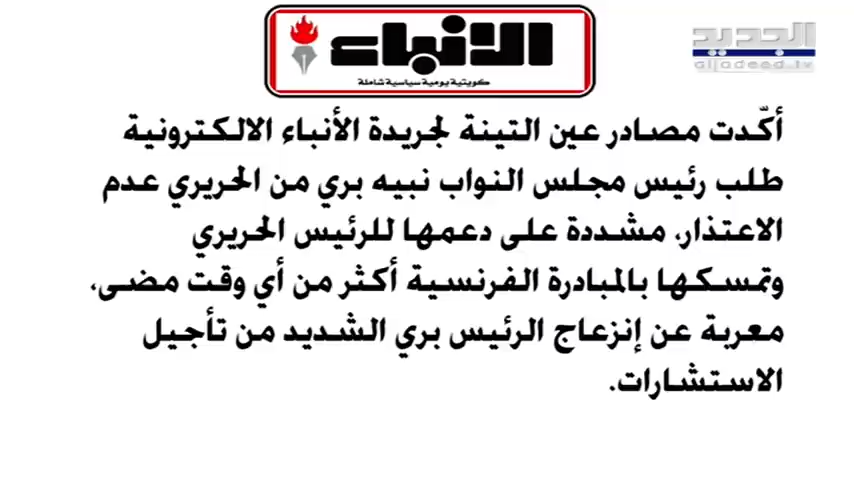 الأنباء
كويتية يومية سياسية شاملة
الجديد
aljadeed.tv
أكّدت مصادر عين التينة لجريدة الأنباء الالكترونية
طلب رئيس مجلس النواب نبيه بري من الحريري عدم
الاعتذار، مشددة على دعمها للرئيس الحريري
وتمسكها بالمبادرة الفرنسية أكثر من أي وقت مضى،
معربة عن إنزعاج الرئيس بري الشديد من تأجيل
الاستشارات.